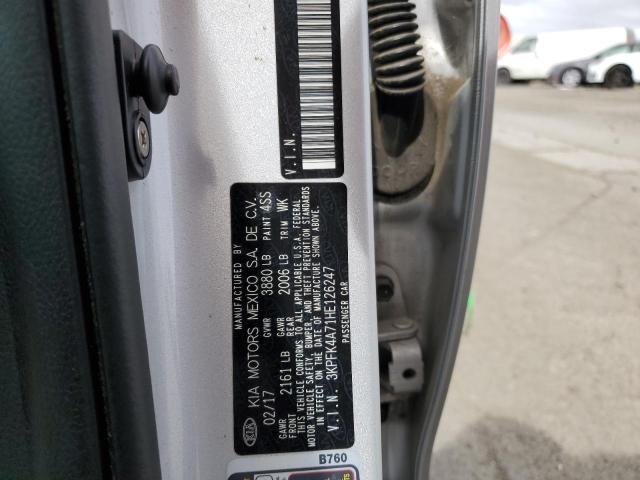 V.I.N.
KIA
MANUFACTURED BY
KIA MOTORS MEXICO S.A. DE C.V.
02/17 GVWR 3880 LB PAINT 4SS
GAWR FRONT 2161 LB GAWR REAR 2006 LB TRIM WK
THIS VEHICLE CONFORMS TO ALL APPLICABLE U.S.A. FEDERAL
MOTOR VEHICLE SAFETY, BUMPER, AND THEFT PREVENTION STANDARDS
IN EFFECT ON THE DATE OF MANUFACTURE SHOWN ABOVE.
V.I.N. 3KPFK4A71HE126247
PASSENGER CAR
B760